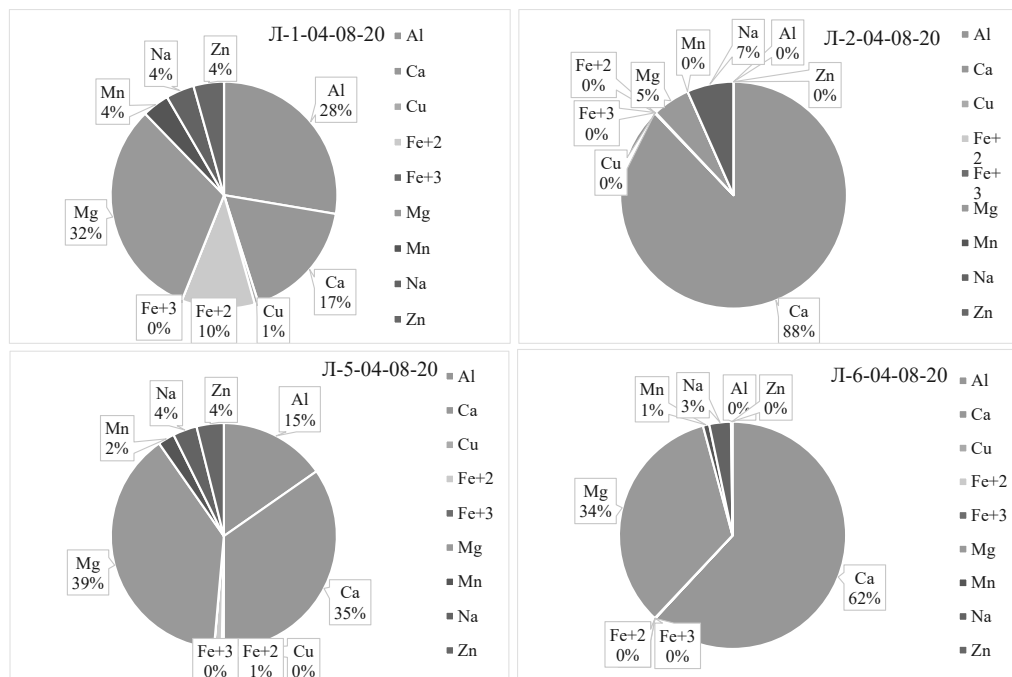 Л-1-04-08-20
Zn
4%
Na
4%
Mn
4%
Al
28%
Mg
32%
Ca
17%
Fe+3
0%
Fe+2
10%
Cu
1%
Al
Ca
Cu
Fe+2
Fe+3
Mg
Mn
Na
Zn
Л-2-04-08-20
Mn
0%
Na
7%
Al
0%
Fe+2
0%
Mg
5%
Zn
0%
Fe+3
0%
Cu
0%
Ca
88%
Al
Ca
Cu
Fe+
2
Fe+
3
Mg
Mn
Na
Zn
Л-5-04-08-20
Na
4%
Zn
4%
Al
15%
Mn
2%
Mg
39%
Ca
35%
Fe+3
0%
Fe+2
1%
Cu
0%
Al
Ca
Cu
Fe+2
Fe+3
Mg
Mn
Na
Zn
Л-6-04-08-20
Mn
1%
Na
3%
Al
0%
Zn
0%
Mg
34%
Ca
62%
Fe+2
0%
Fe+3
0%
Al
Ca
Cu
Fe+2
Fe+3
Mg
Mn
Na
Zn